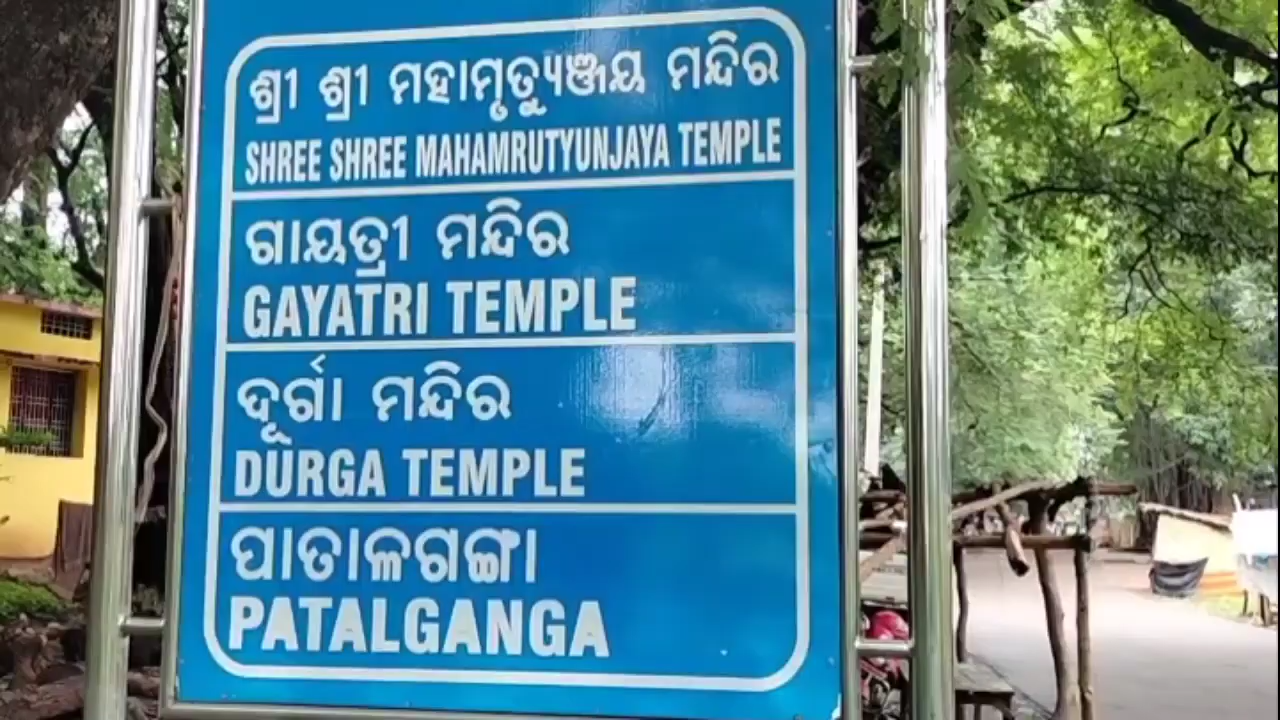 ଶ୍ରୀ ଶ୍ରୀ ମହାମୃତ୍ୟୁଞ୍ଜୟ ମନ୍ଦିର
SHREE SHREE MAHAMRUTYUNJAYA TEMPLE
ଗାୟତ୍ରୀ ମନ୍ଦିର
GAYATRI TEMPLE
ଦୂର୍ଗା ମନ୍ଦିର
DURGA TEMPLE
ପାତାଳଗଙ୍ଗା
PATALGANGA